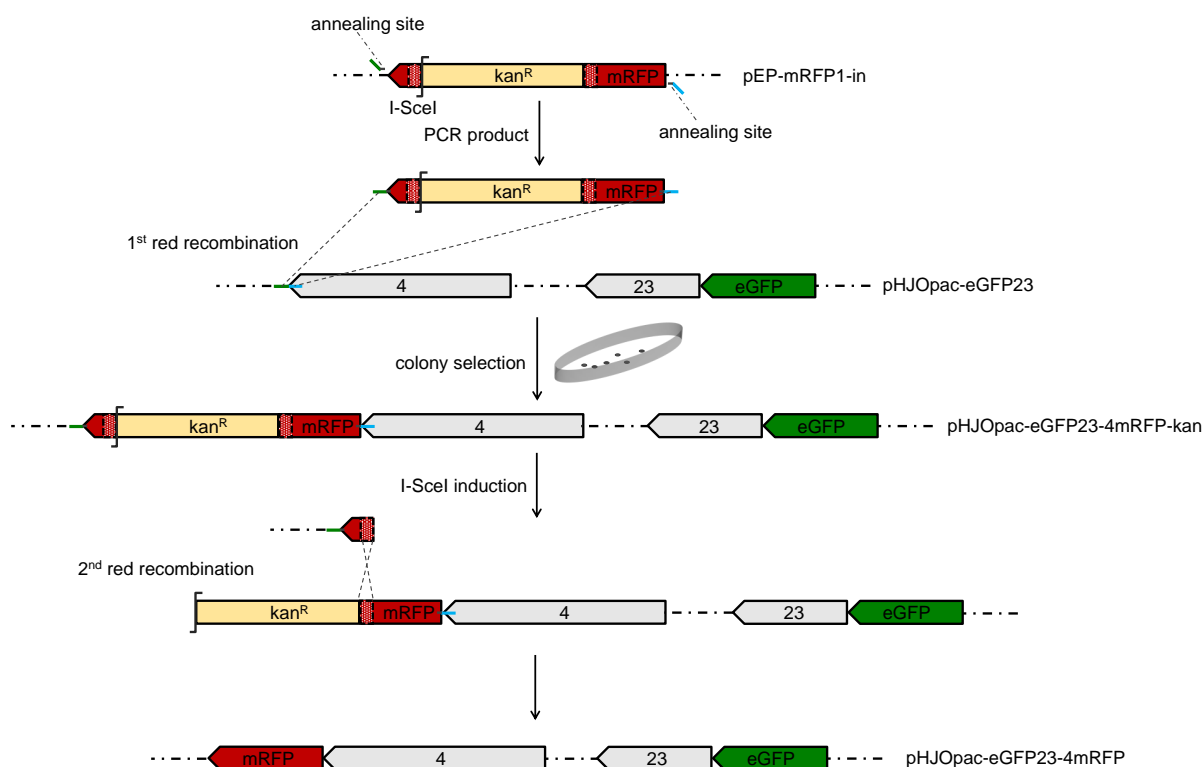 annealing site
kanᴿ
mRFP
pEP-mRFP1-in
I-SceI
annealing site
PCR product
kanᴿ
mRFP
1ˢᵗ red recombination
4
23
eGFP
pHJOpac-eGFP23
colony selection
kanᴿ
mRFP
4
23
eGFP
pHJOpac-eGFP23-4mRFP-kan
I-SceI induction
2ⁿᵈ red recombination
kanᴿ
mRFP
4
23
eGFP
mRFP
4
23
eGFP
pHJOpac-eGFP23-4mRFP